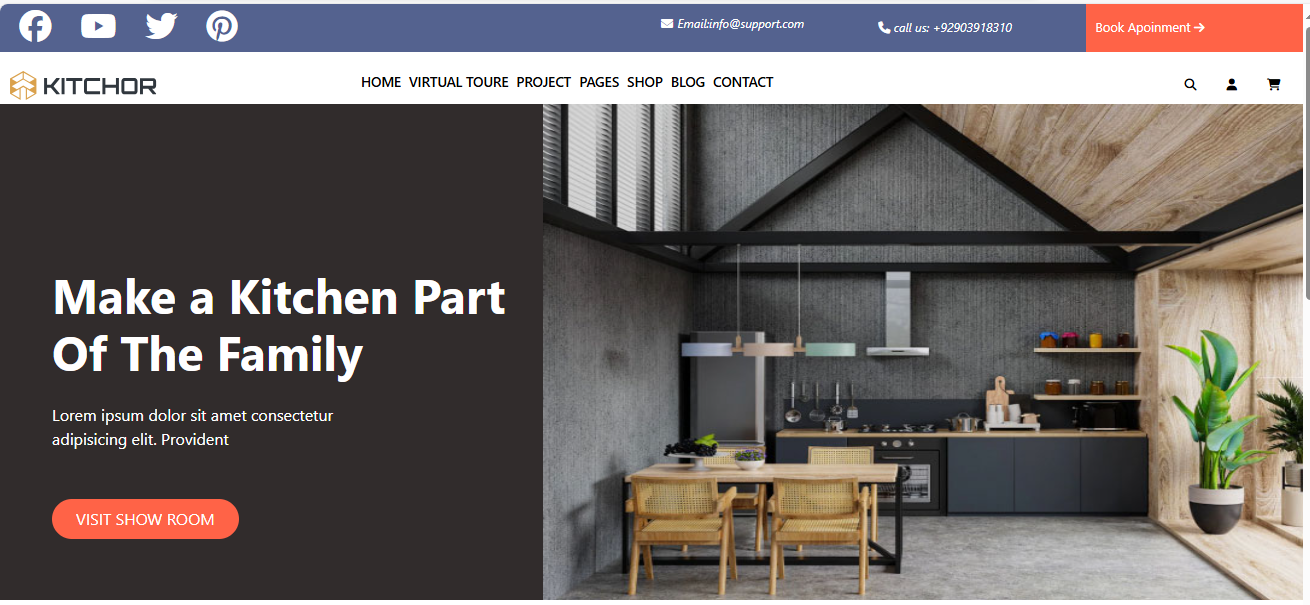 Email:info@support.com
call us: +92903918310
Book Apoinment
KITCHOR
HOME VIRTUAL TOURE PROJECT PAGES SHOP BLOG CONTACT
Make a Kitchen Part
Of The Family
Lorem ipsum dolor sit amet consectetur
adipisicing elit. Provident
VISIT SHOW ROOM